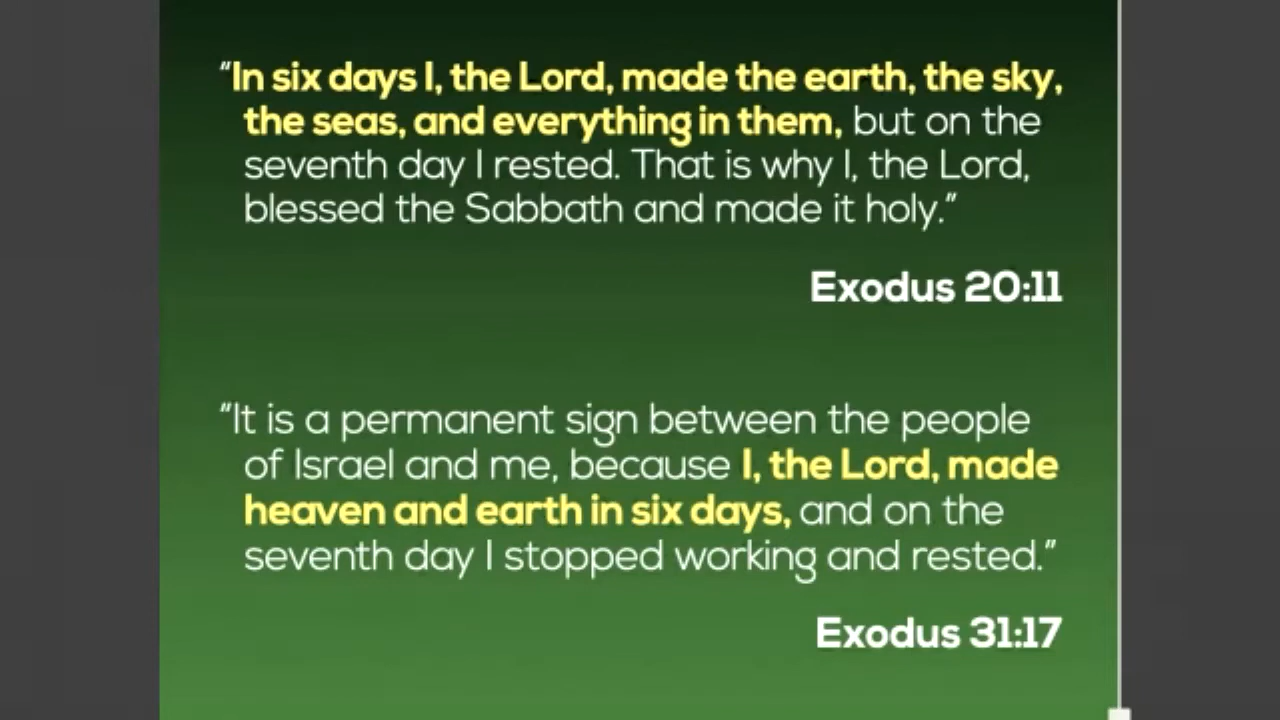 “In six days I, the Lord, made the earth, the sky,
the seas, and everything in them, but on the
seventh day I rested. That is why I, the Lord,
blessed the Sabbath and made it holy.”
Exodus 20:11
“It is a permanent sign between the people
of Israel and me, because I, the Lord, made
heaven and earth in six days, and on the
seventh day I stopped working and rested.”
Exodus 31:17